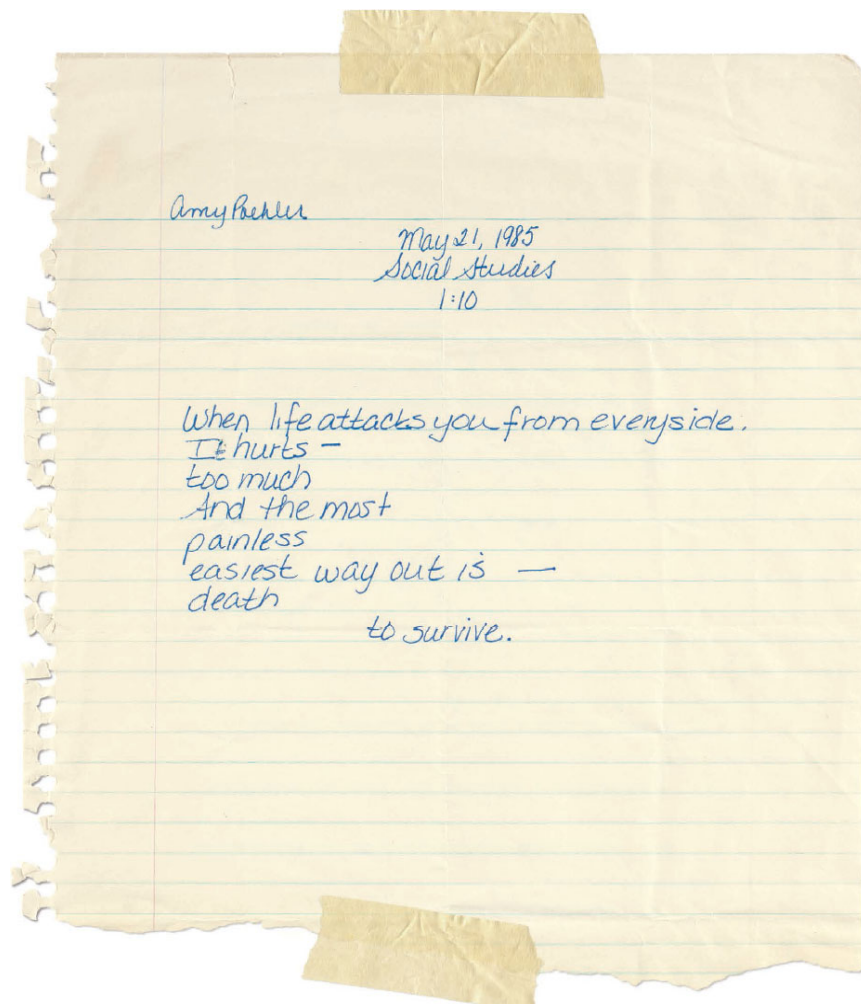 Amy Poehler
May 21, 1985
Social Studies
1:10
When life attacks you from everyside.
It hurts –
too much
And the most
painless
easiest way out is —
death
to survive.